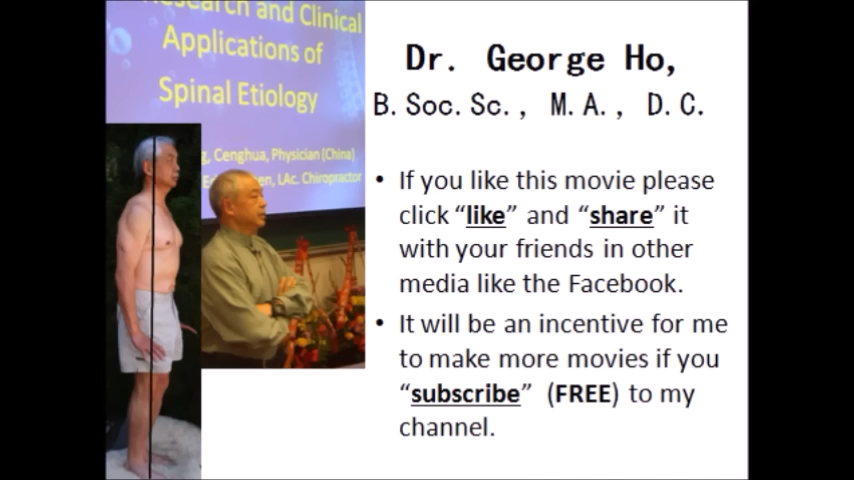 Research and Clinical
Applications of
Spinal Etiology
Cenghua, Physician (China)
LAc. Chiropractor
Dr. George Ho,
B. Soc. Sc., M. A., D. C.
• If you like this movie please
click “like” and “share” it
with your friends in other
media like the Facebook.
• It will be an incentive for me
to make more movies if you
“subscribe” (FREE) to my
channel.